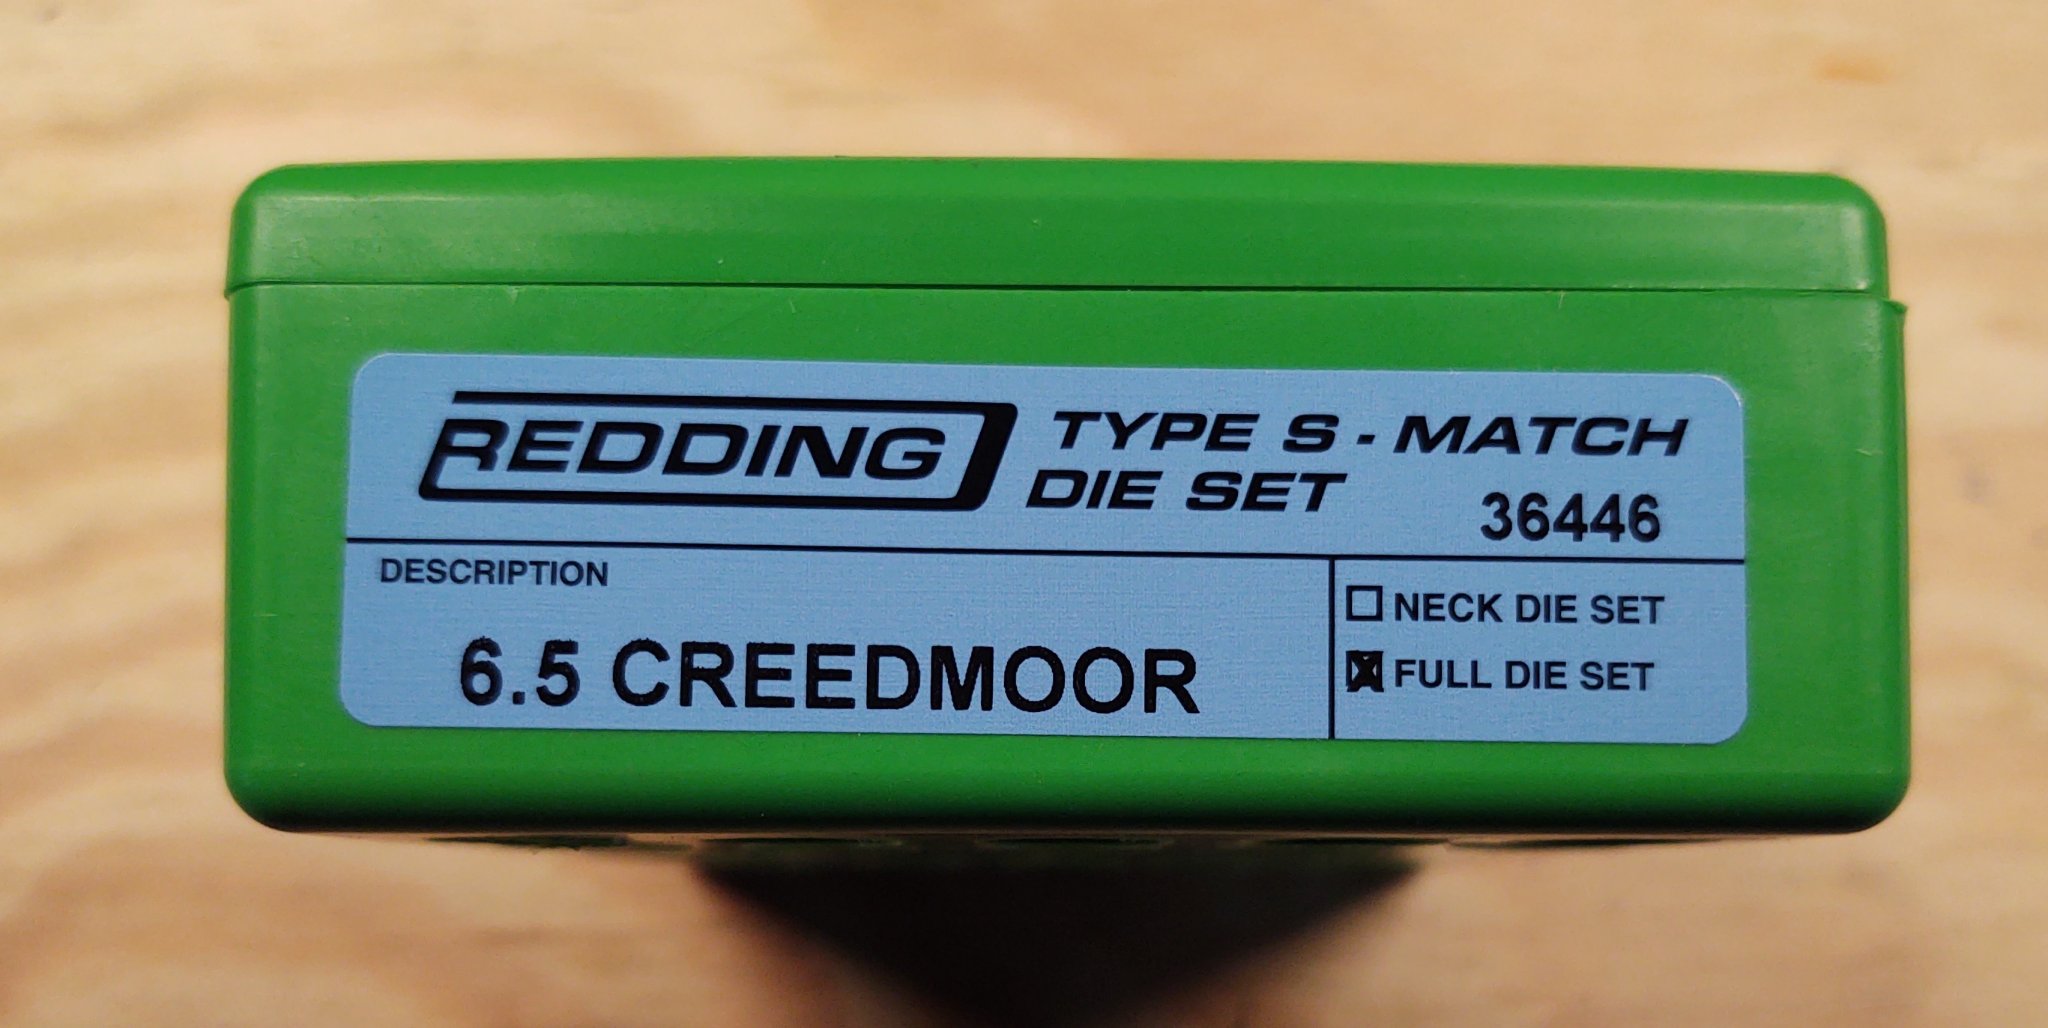 REDDING TYPE S - MATCH
DIE SET
36446
DESCRIPTION
6.5 CREEDMOOR
☐ NECK DIE SET
☒ FULL DIE SET